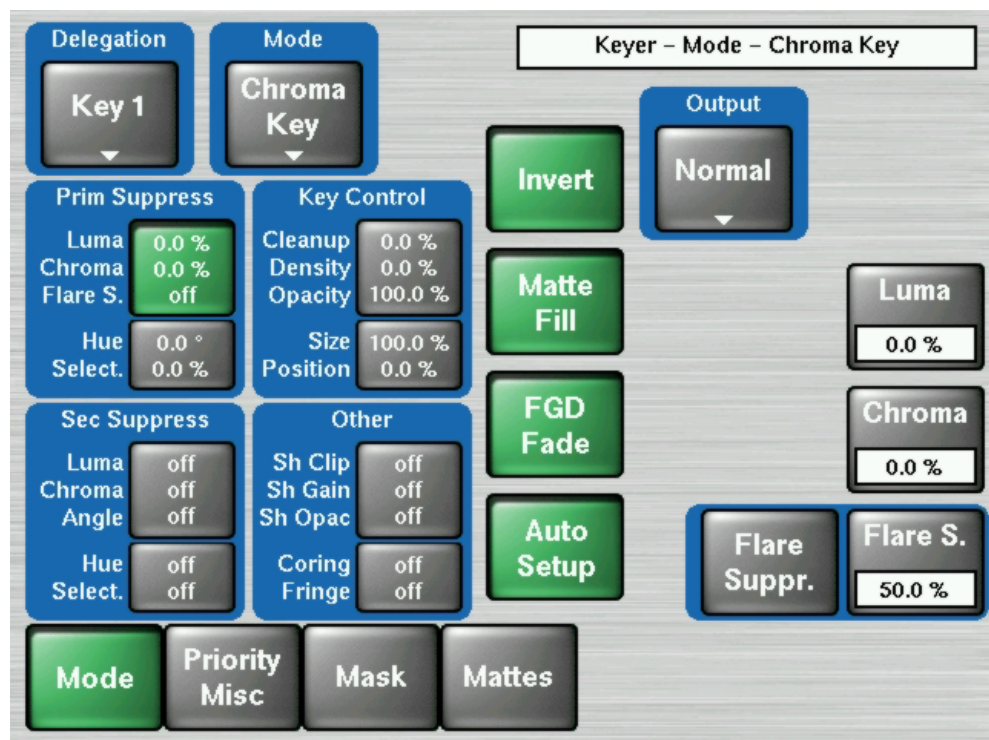 Delegation
Key 1
Mode
Chroma
Key
Keyer – Mode – Chroma Key
Output
Normal
Invert
Matte
Fill
FGD
Fade
Auto
Setup
Prim Suppress
Luma 0.0 %
Chroma 0.0 %
Flare S. off
Hue 0.0 °
Select. 0.0 %
Key Control
Cleanup 0.0 %
Density 0.0 %
Opacity 100.0 %
Size 100.0 %
Position 0.0 %
Sec Suppress
Luma off
Chroma off
Angle off
Hue off
Select. off
Other
Sh Clip off
Sh Gain off
Sh Opac off
Coring off
Fringe off
Luma
0.0 %
Chroma
0.0 %
Flare
Suppr.
Flare S.
50.0 %
Mode
Priority
Misc
Mask
Mattes